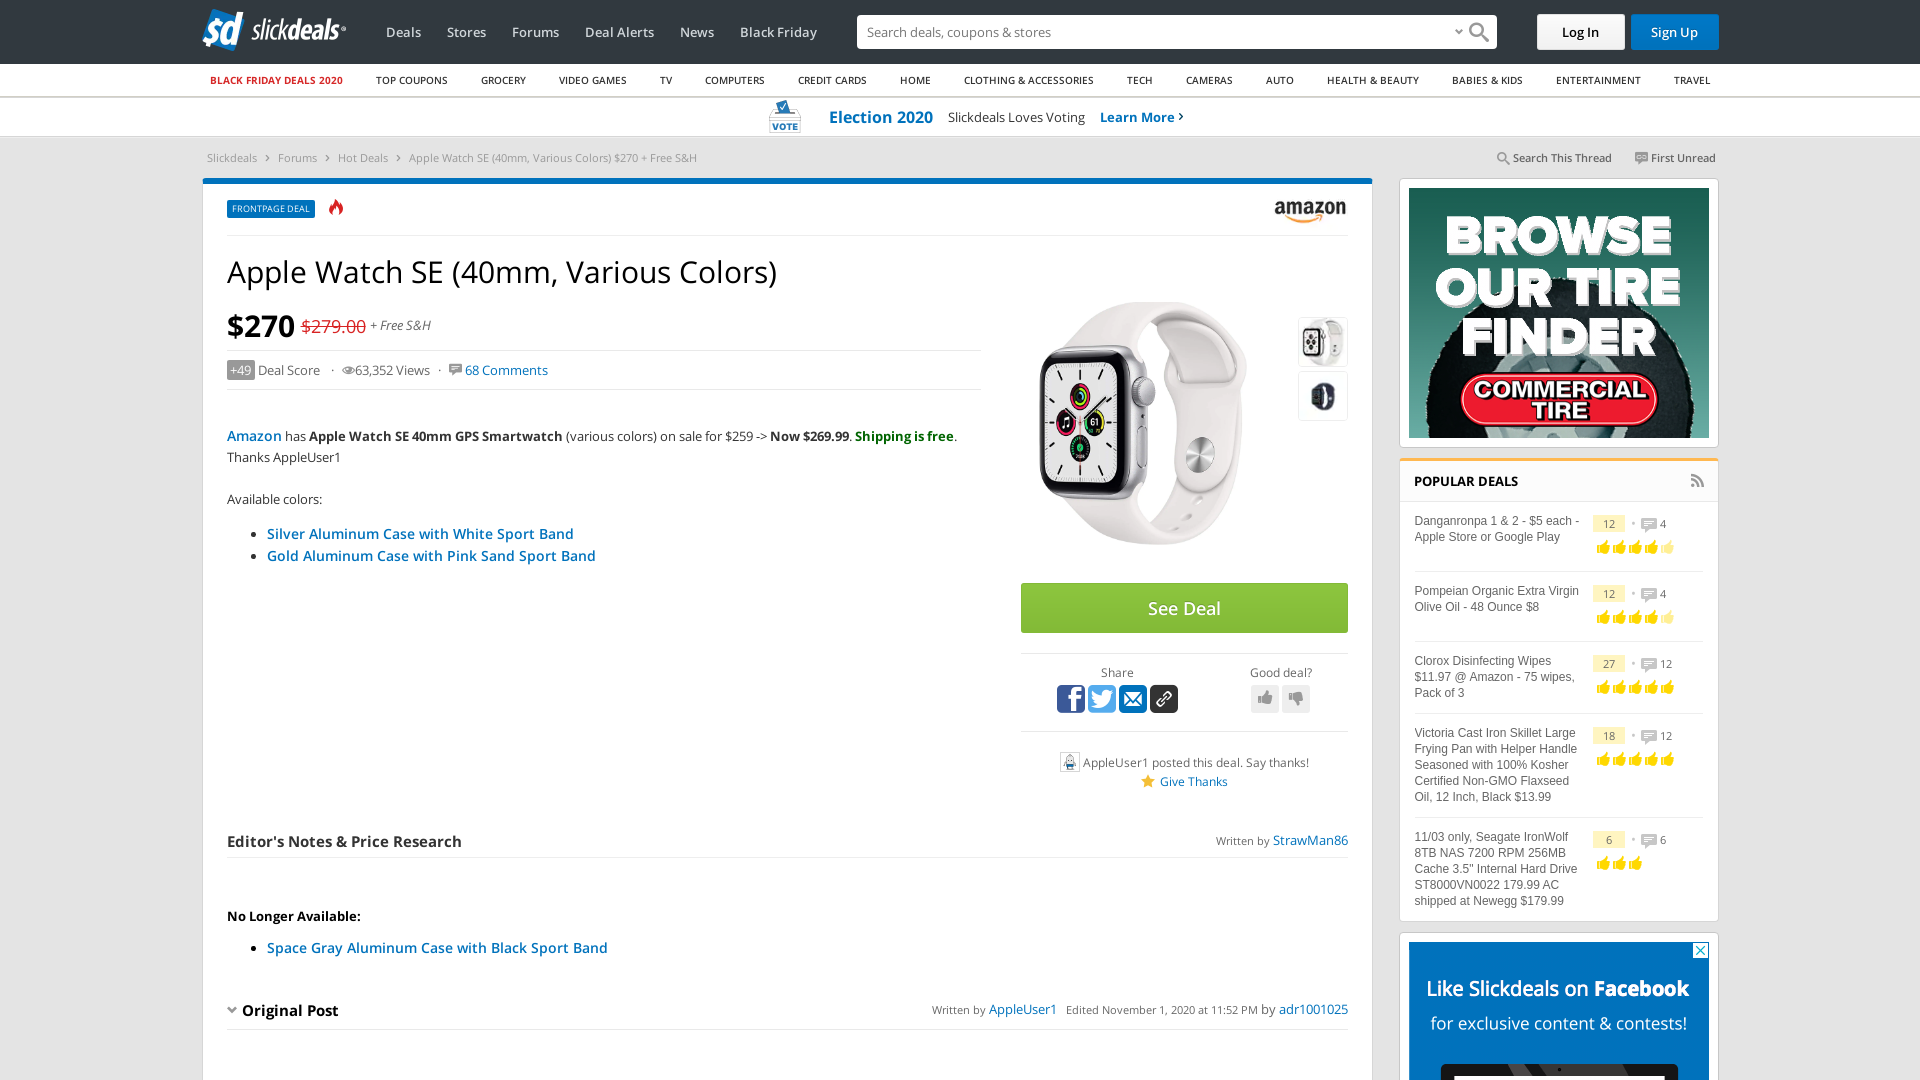 slickdeals
Deals
Stores
Forums
Deal Alerts
News
Black Friday
Search deals, coupons & stores
Log In
Sign Up
BLACK FRIDAY DEALS 2020
TOP COUPONS
GROCERY
VIDEO GAMES
TV
COMPUTERS
CREDIT CARDS
HOME
CLOTHING & ACCESSORIES
TECH
CAMERAS
AUTO
HEALTH & BEAUTY
BABIES & KIDS
ENTERTAINMENT
TRAVEL
VOTE
Election 2020 Slickdeals Loves Voting Learn More
Slickdeals > Forums > Hot Deals > Apple Watch SE (40mm, Various Colors) $270 + Free S&H
Search This Thread
First Unread
FRONTPAGE DEAL
amazon
Apple Watch SE (40mm, Various Colors)
$270 $279.00 + Free S&H
+49 Deal Score · 63,352 Views · 68 Comments
Amazon has Apple Watch SE 40mm GPS Smartwatch (various colors) on sale for $259 -> Now $269.99. Shipping is free.
Thanks AppleUser1
Available colors:
Silver Aluminum Case with White Sport Band
Gold Aluminum Case with Pink Sand Sport Band
See Deal
Share
Good deal?
AppleUser1 posted this deal. Say thanks!
Give Thanks
Editor's Notes & Price Research
Written by StrawMan86
No Longer Available:
Space Gray Aluminum Case with Black Sport Band
Original Post
Written by AppleUser1 Edited November 1, 2020 at 11:52 PM by adr1001025
BROWSE
OUR TIRE
FINDER
COMMERCIAL
TIRE
POPULAR DEALS
Danganronpa 1 & 2 - $5 each -
Apple Store or Google Play
12 • 4
Pompeian Organic Extra Virgin
Olive Oil - 48 Ounce $8
12 • 4
Clorox Disinfecting Wipes
$11.97 @ Amazon - 75 wipes,
Pack of 3
27 • 12
Victoria Cast Iron Skillet Large
Frying Pan with Helper Handle
Seasoned with 100% Kosher
Certified Non-GMO Flaxseed
Oil, 12 Inch, Black $13.99
18 • 12
11/03 only, Seagate IronWolf
8TB NAS 7200 RPM 256MB
Cache 3.5" Internal Hard Drive
ST8000VN0022 179.99 AC
shipped at Newegg $179.99
6 • 6
Like Slickdeals on Facebook
for exclusive content & contests!